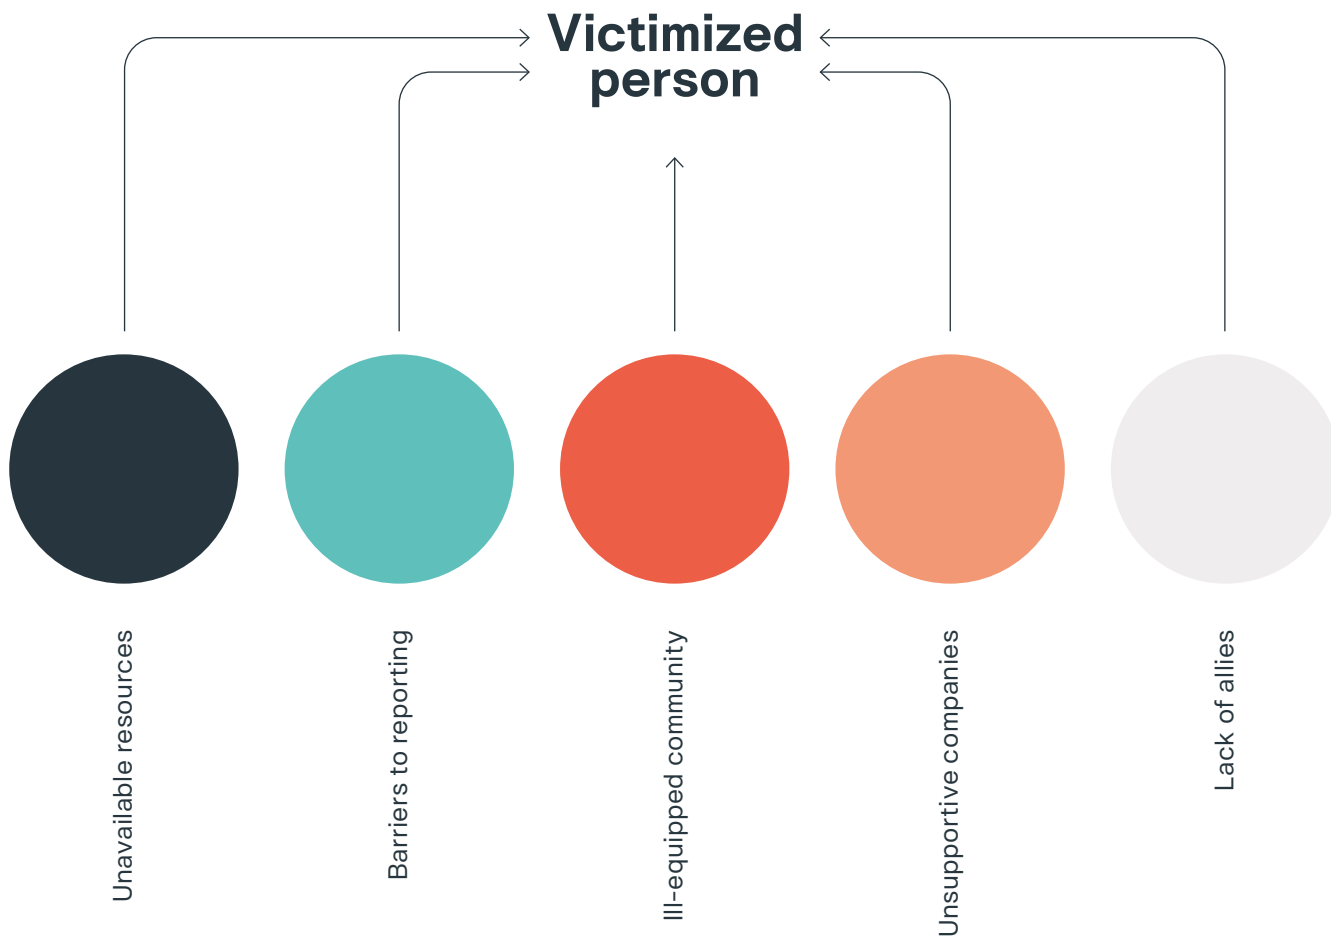 Victimized
person
Unavailable resources
Barriers to reporting
Ill-equipped community
Unsupportive companies
Lack of allies